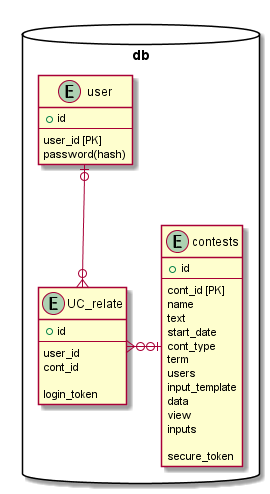 db
E user
id
user_id [PK]
password(hash)
E UC_relate
id
user_id
cont_id
login_token
E contests
id
cont_id [PK]
name
text
start_date
cont_type
term
users
input_template
data
view
inputs
secure_token